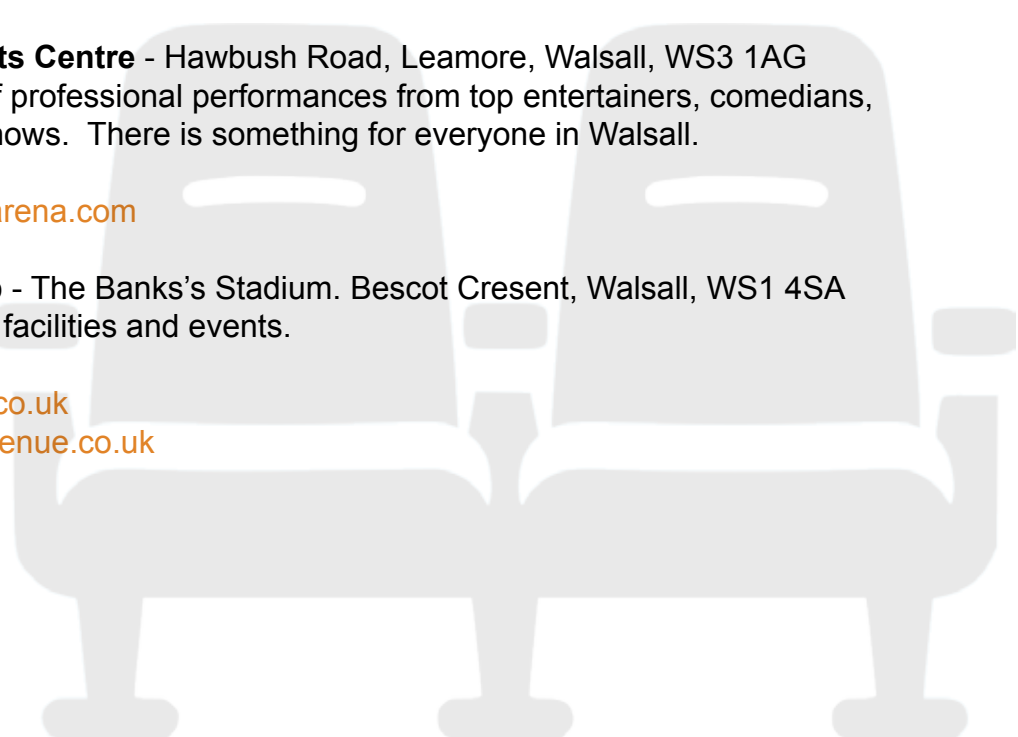 ts Centre - Hawbush Road, Leamore, Walsall, WS3 1AG
f professional performances from top entertainers, comedians,
hows.  There is something for everyone in Walsall.
arena.com
- The Banks’s Stadium. Bescot Cresent, Walsall, WS1 4SA
facilities and events.
co.uk
enue.co.uk